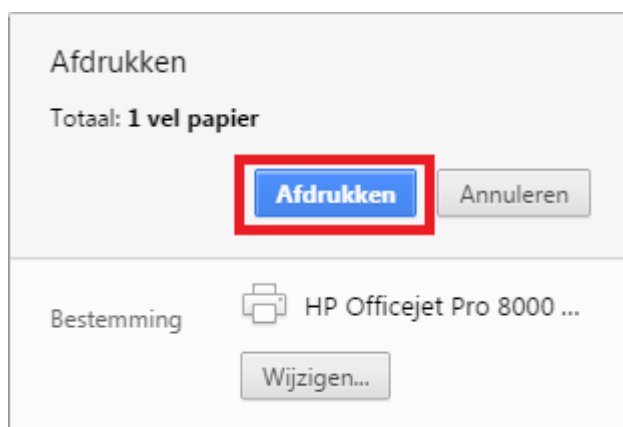 Afdrukken
Totaal: 1 vel papier
Afdrukken Annuleren
Bestemming HP Officejet Pro 8000 ...
Wijzigen...